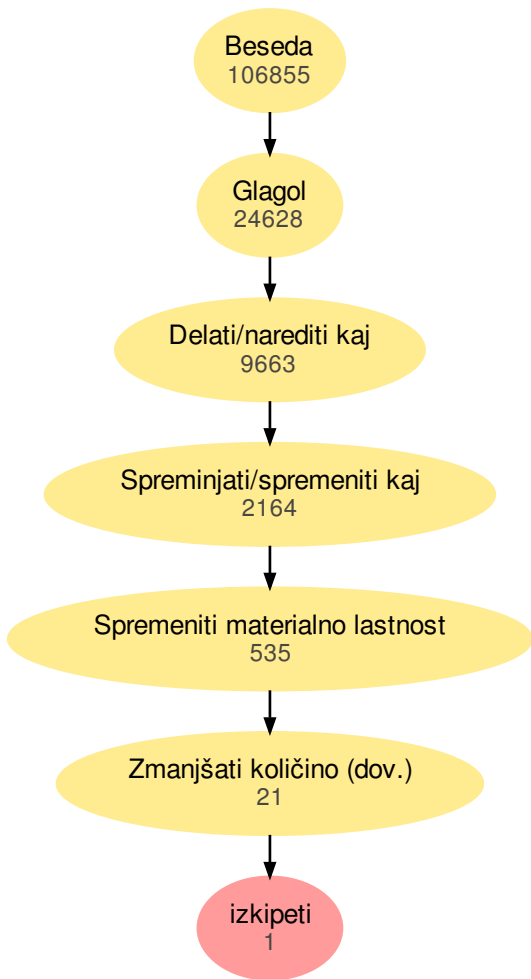 Beseda
106855
Glagol
24628
Delati/narediti kaj
9663
Spreminjati/spremeniti kaj
2164
Spremeniti materialno lastnost
535
Zmanjšati količino (dov.)
21
izkipeti
1